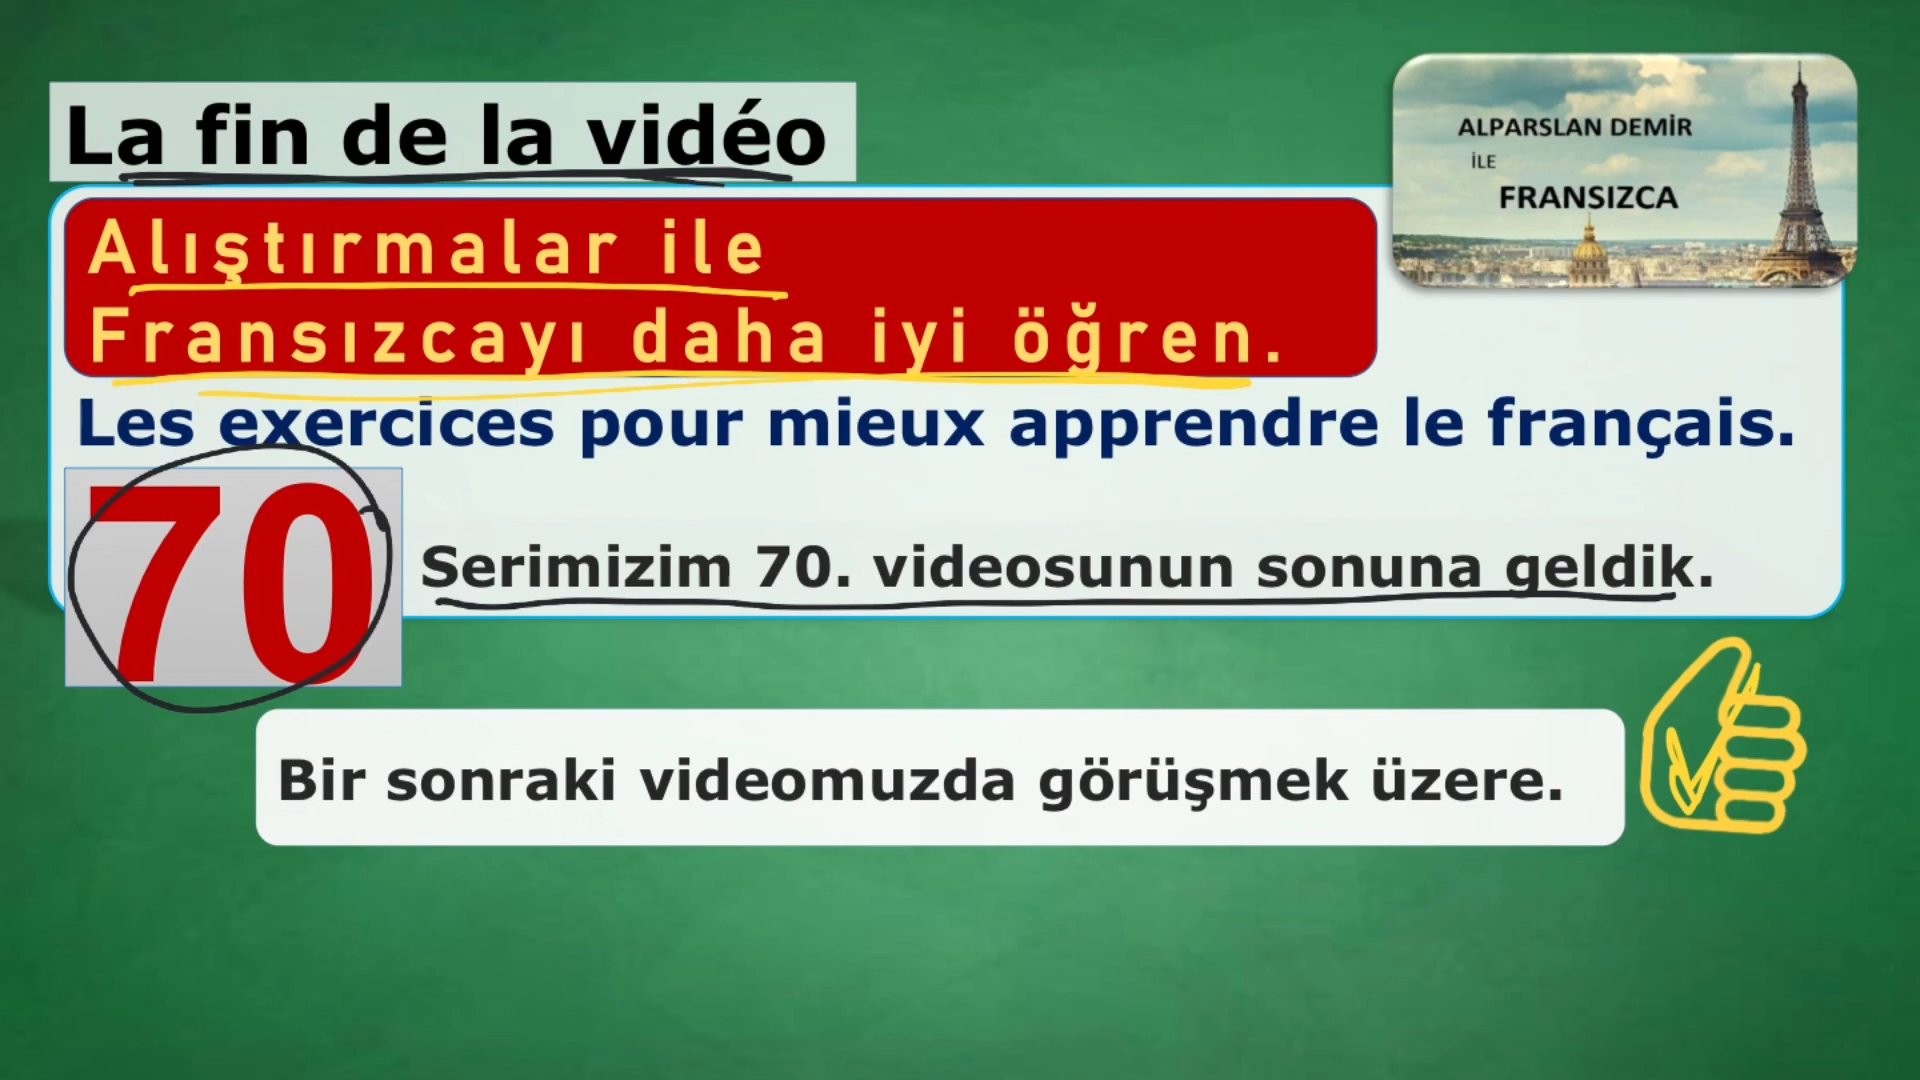 La fin de la vidéo
ALPARSLAN DEMİR
İLE
FRANSIZCA
Alıştırmalar ile
Fransızcayı daha iyi öğren.
Les exercices pour mieux apprendre le français.
70
Serimizim 70. videosunun sonuna geldik.
Bir sonraki videomuzda görüşmek üzere.